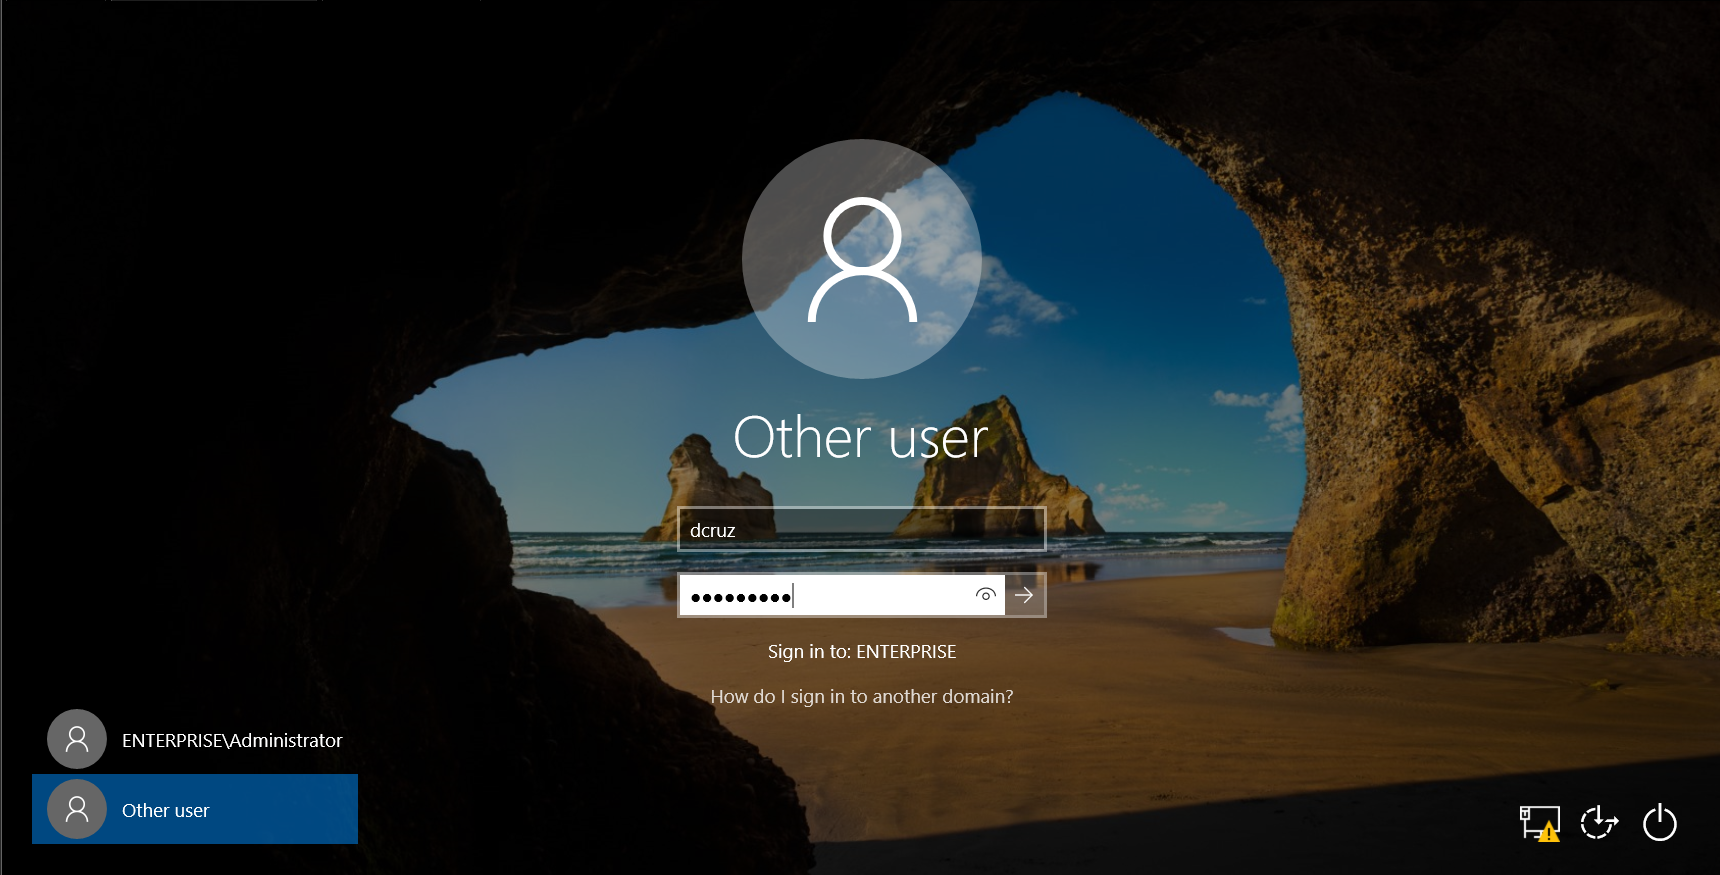 Other user
dcruz
Sign in to: ENTERPRISE
How do I sign in to another domain?
ENTERPRISE\Administrator
Other user